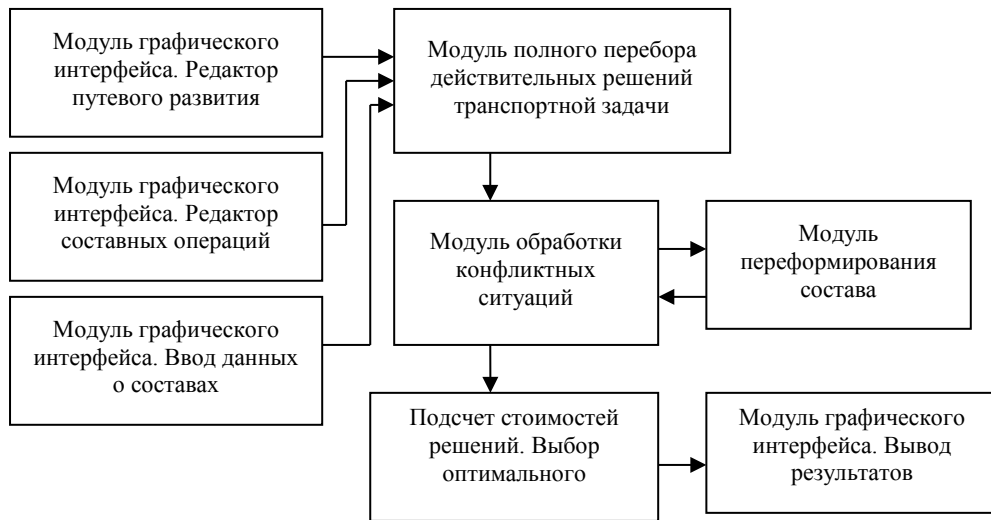 Модуль графического
интерфейса. Редактор
путевого развития
Модуль полного перебора
действительных решений
транспортной задачи
Модуль графического
интерфейса. Редактор
составных операций
Модуль обработки
конфликтных
ситуаций
Модуль
переформирования
состава
Модуль графического
интерфейса. Ввод данных
о составах
Подсчет стоимостей
решений. Выбор
оптимального
Модуль графического
интерфейса. Вывод
результатов